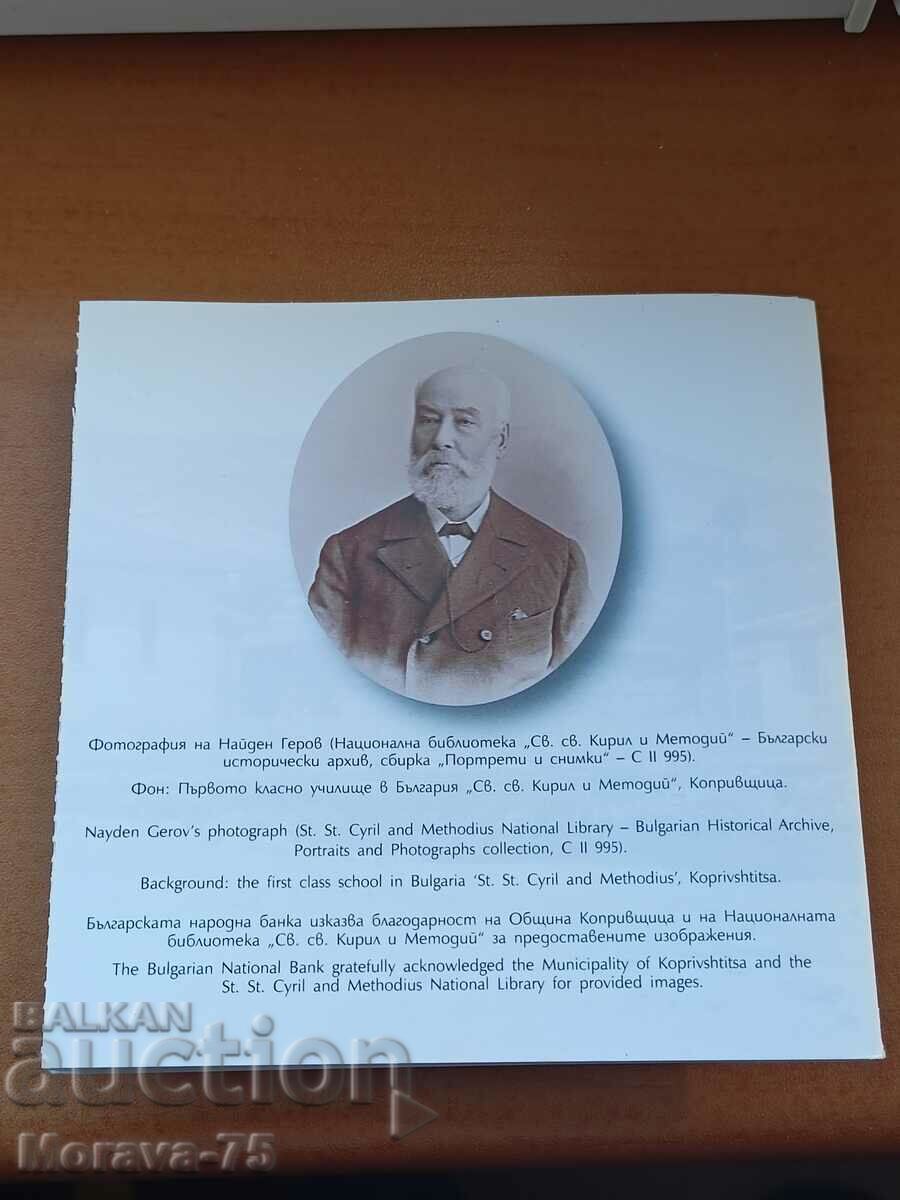 Фотография на Найден Геров (Национална библиотека „Св. св. Кирил и Методий“ – Български
исторически архив, сбирка „Портрети и снимки“ – С II 995).
Фон: Първото класно училище в България „Св. св. Кирил и Методий“, Копривщица.
Nayden Gerov's photograph (St. St. Cyril and Methodius National Library – Bulgarian Historical Archive,
Portraits and Photographs collection, C II 995).
Background: the first class school in Bulgaria ‘St. St. Cyril and Methodius’, Koprivshtitsa.
Българската народна банка изказва благодарност на Община Копривщица и на Националната
библиотека „Св. св. Кирил и Методий“ за предоставените изображения.
The Bulgarian National Bank gratefully acknowledged the Municipality of Koprivshtitsa and the
St. St. Cyril and Methodius National Library for provided images.
BALKAN
auction
Morava-75